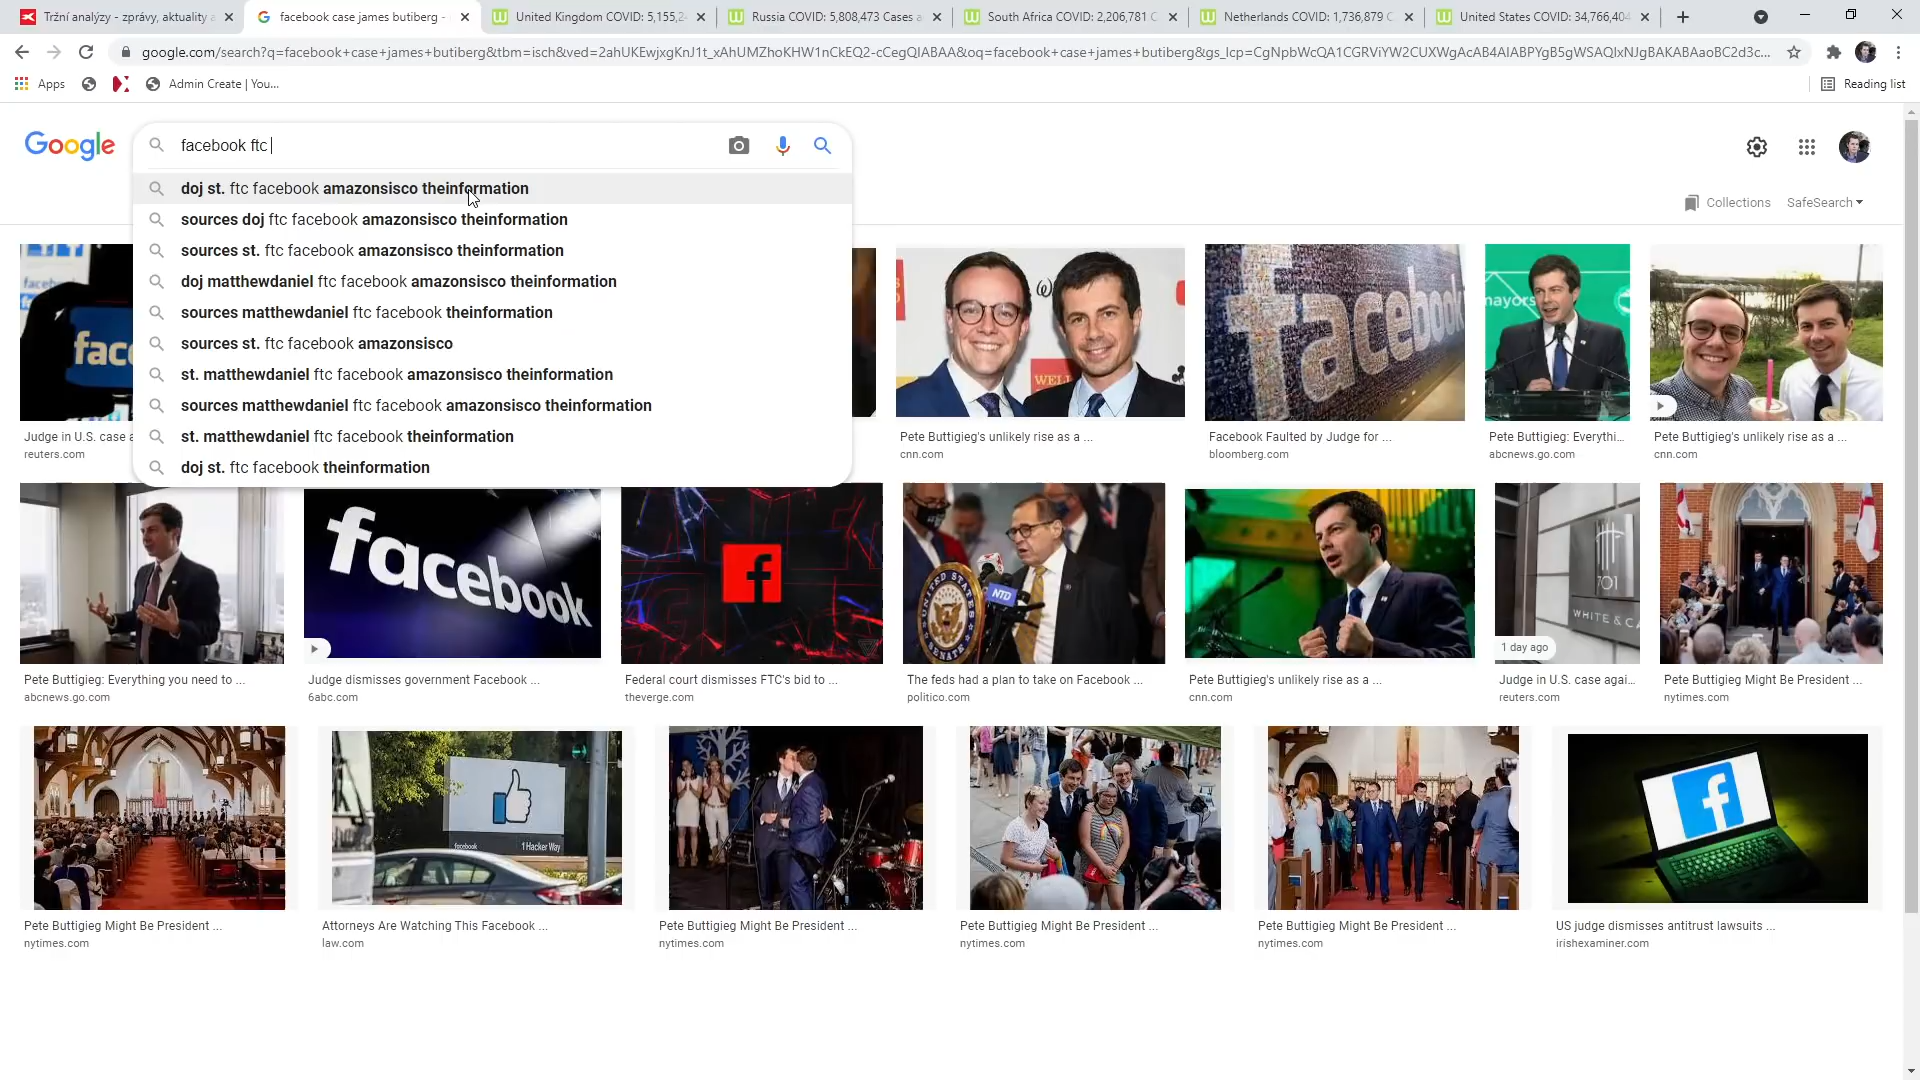 Tržní analýzy - zprávy, aktuality a
facebook case james butiberg -
United Kingdom COVID: 5,155,2
Russia COVID: 5,808,473 Cases a
South Africa COVID: 2,206,781 C
Netherlands COVID: 1,736,879 C
United States COVID: 34,766,404
google.com/search?q=facebook+case+james+butiberg&tbm=isch&ved=2ahUKEwjxgKnJ1t_xAhUMZhoKHW1nCkEQ2-cCegQIABAA&oq=facebook+case+james+butiberg&gs_lcp=CgNpbWcQA1CGRViYW2CUXWgAcAB4AIABPYgB5gWSAQIxNJgBAKABAaoBC2d3c...
Apps
Admin Create | You...
Reading list
Google
facebook ftc
doj st. ftc facebook amazonsisco theinformation
sources doj ftc facebook amazonsisco theinformation
sources st. ftc facebook amazonsisco theinformation
doj matthewdaniel ftc facebook amazonsisco theinformation
sources matthewdaniel ftc facebook theinformation
sources st. ftc facebook amazonsisco
st. matthewdaniel ftc facebook amazonsisco theinformation
sources matthewdaniel ftc facebook amazonsisco theinformation
st. matthewdaniel ftc facebook theinformation
doj st. ftc facebook theinformation
Collections
SafeSearch
facebook
mayors
Judge in U.S. case a
reuters.com
Pete Buttigieg's unlikely rise as a ...
cnn.com
Facebook Faulted by Judge for ...
bloomberg.com
Pete Buttigieg: Everythi...
abcnews.go.com
Pete Buttigieg's unlikely rise as a ...
cnn.com
facebook
NTD
SENATE
701
WHITE & CA
1 day ago
Pete Buttigieg: Everything you need to ...
abcnews.go.com
Judge dismisses government Facebook ...
6abc.com
Federal court dismisses FTC's bid to ...
theverge.com
The feds had a plan to take on Facebook ...
politico.com
Pete Buttigieg's unlikely rise as a ...
cnn.com
Judge in U.S. case agai...
reuters.com
Pete Buttigieg Might Be President ...
nytimes.com
facebook
1 Hacker Way
Pete Buttigieg Might Be President ...
nytimes.com
Attorneys Are Watching This Facebook ...
law.com
Pete Buttigieg Might Be President ...
nytimes.com
Pete Buttigieg Might Be President ...
nytimes.com
Pete Buttigieg Might Be President ...
nytimes.com
US judge dismisses antitrust lawsuits ...
irishexaminer.com